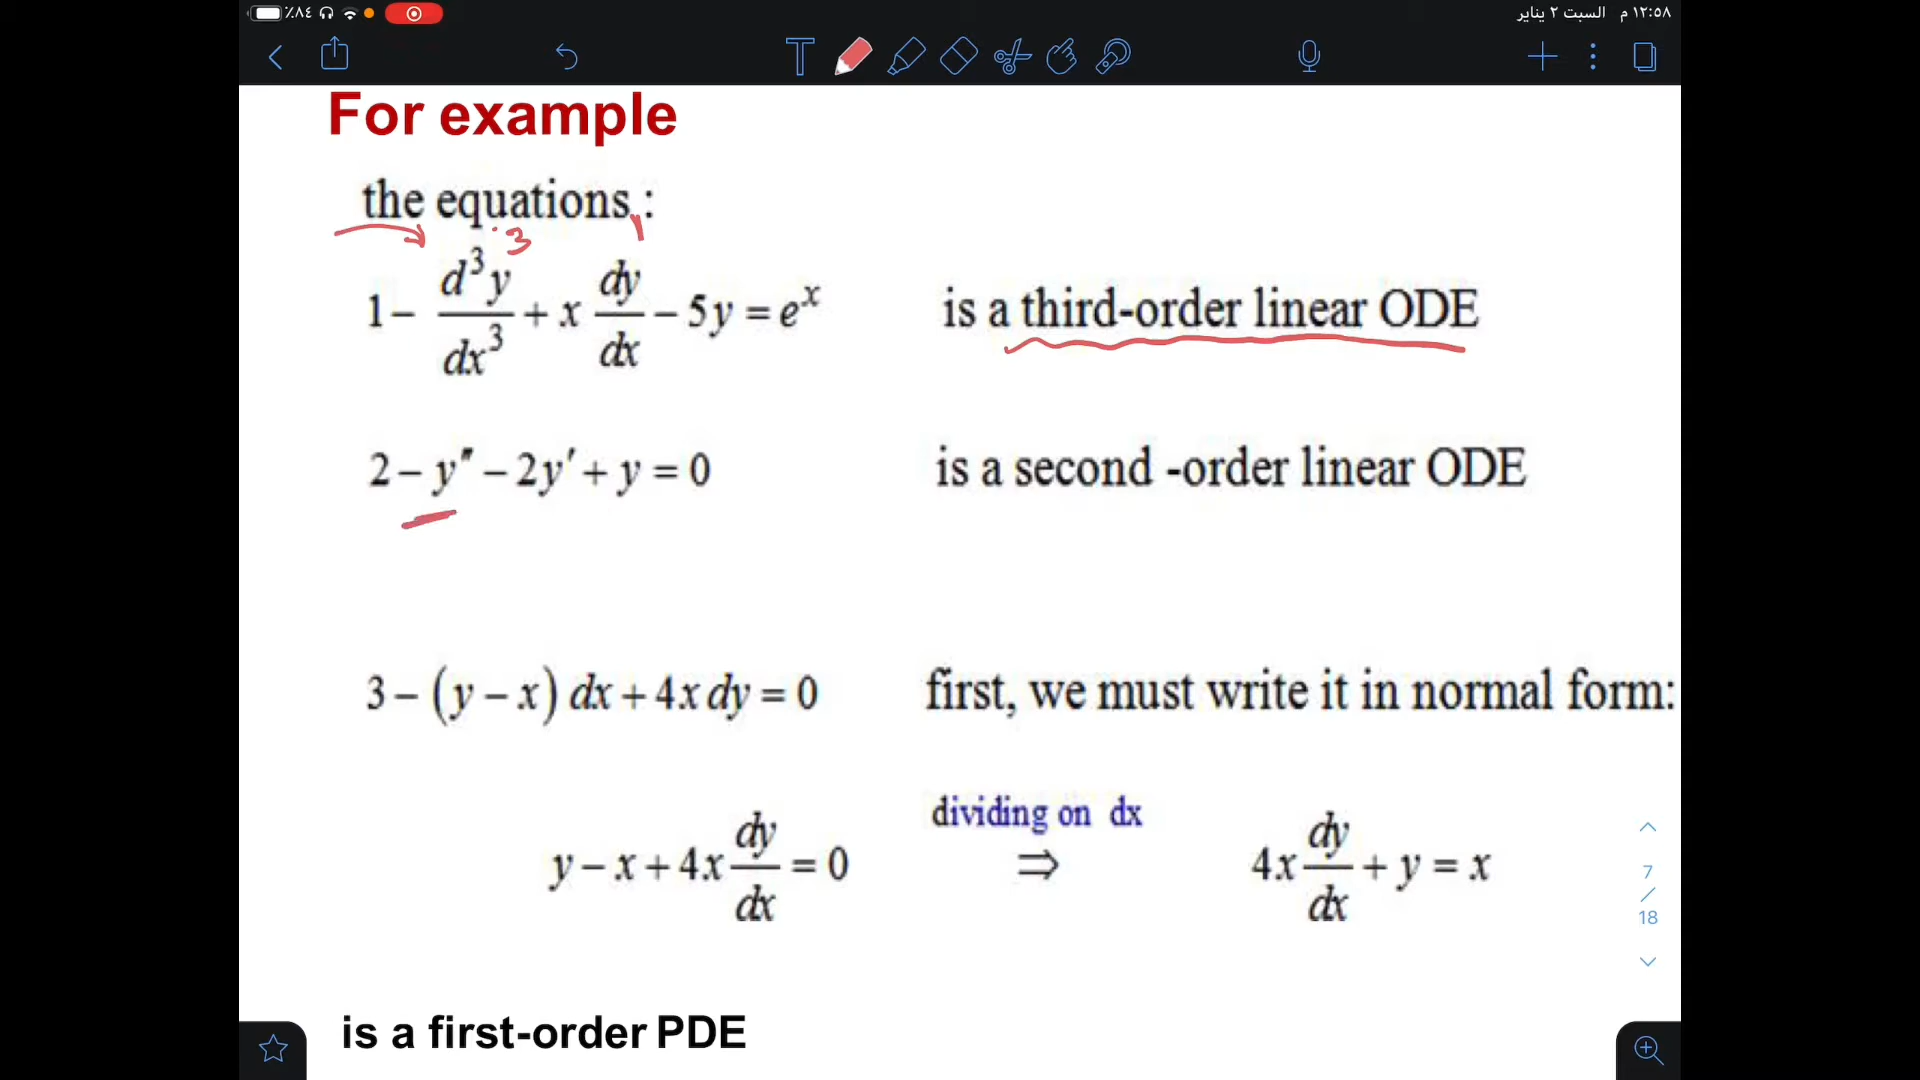 ٪٨٤
١٢:٥٨ م السبت ٢ يناير
T
For example
the equations :
3 1
1 - d³y/dx³ + x dy/dx - 5y = eˣ is a third-order linear ODE
2 - y″ - 2y′ + y = 0 is a second -order linear ODE
3 - (y - x) dx + 4x dy = 0 first, we must write it in normal form:
dividing on dx
y - x + 4x dy/dx = 0 ⇒ 4x dy/dx + y = x
7
/
18
is a first-order PDE